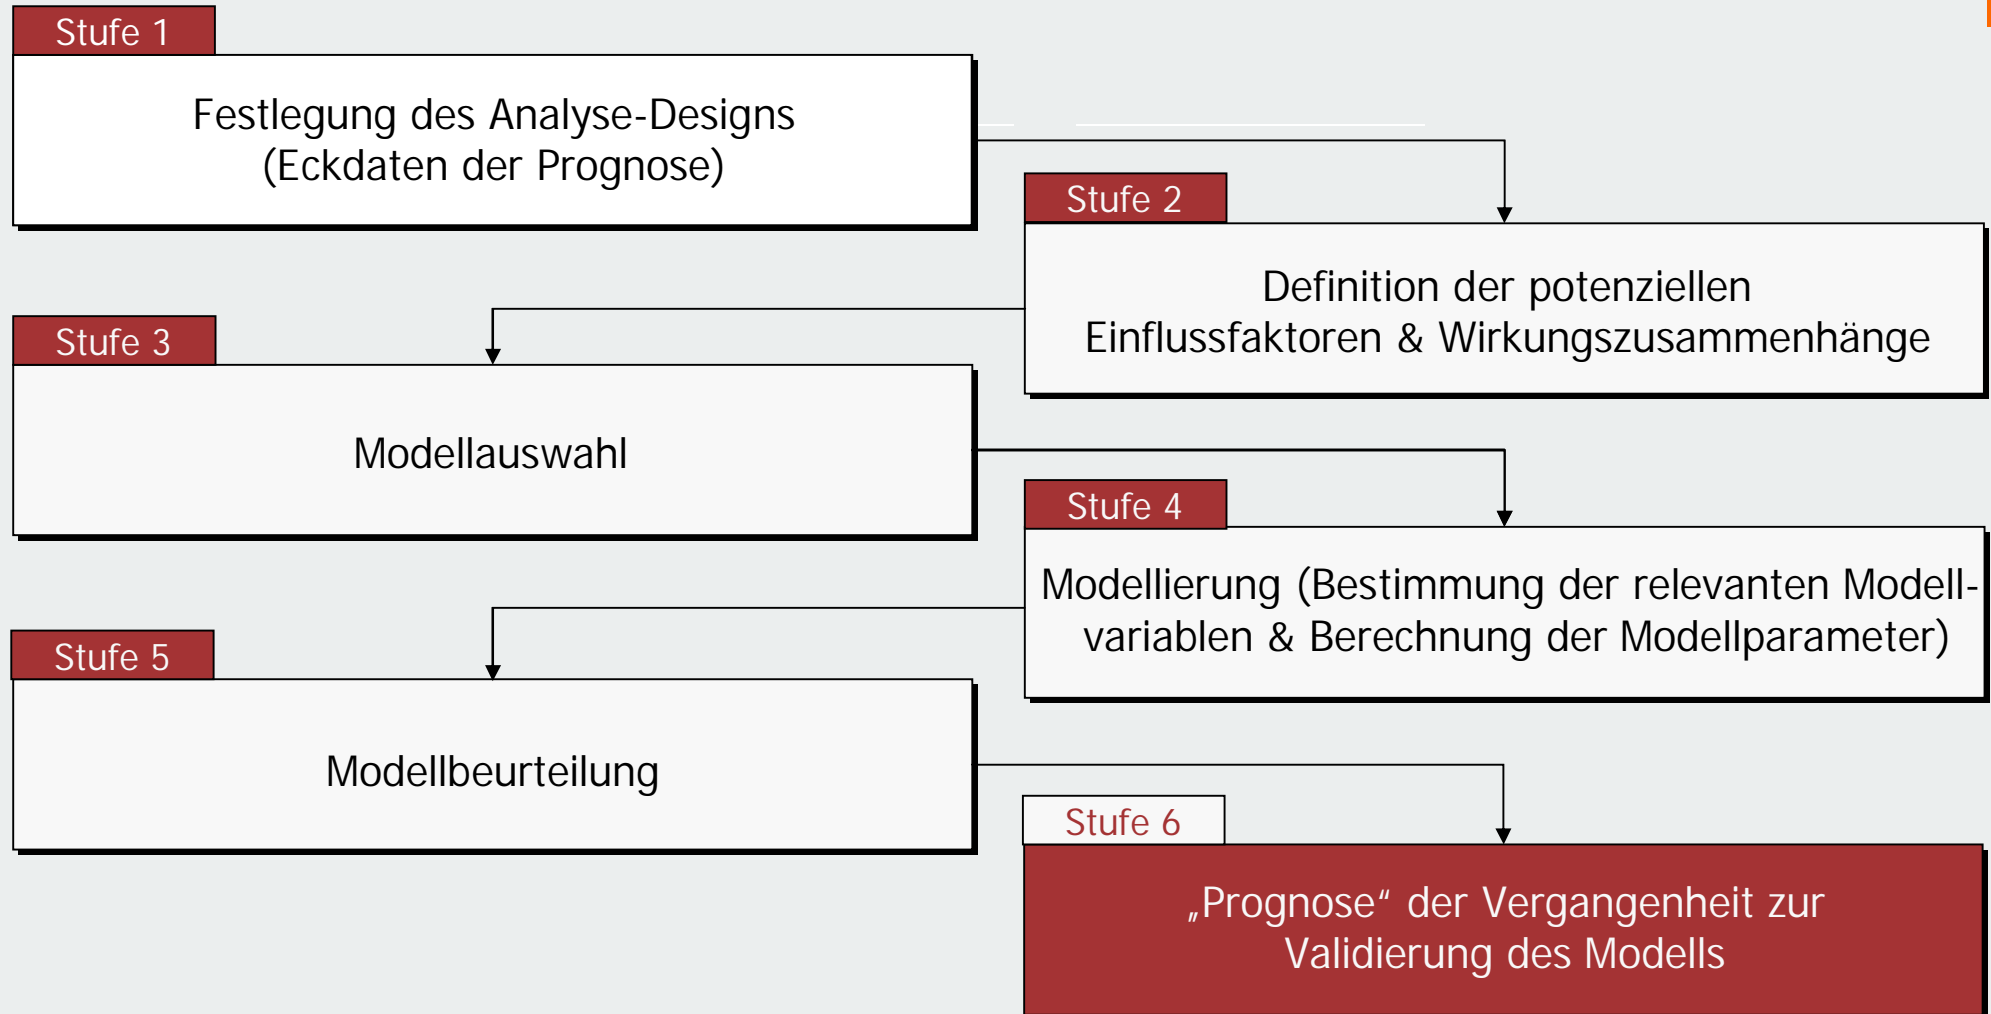 Stufe 1
Festlegung des Analyse-Designs
(Eckdaten der Prognose)
Stufe 2
Definition der potenziellen
Einflussfaktoren & Wirkungszusammenhänge
Stufe 3
Modellauswahl
Stufe 4
Modellierung (Bestimmung der relevanten Modell-
variablen & Berechnung der Modellparameter)
Stufe 5
Modellbeurteilung
Stufe 6
„Prognose“ der Vergangenheit zur
Validierung des Modells